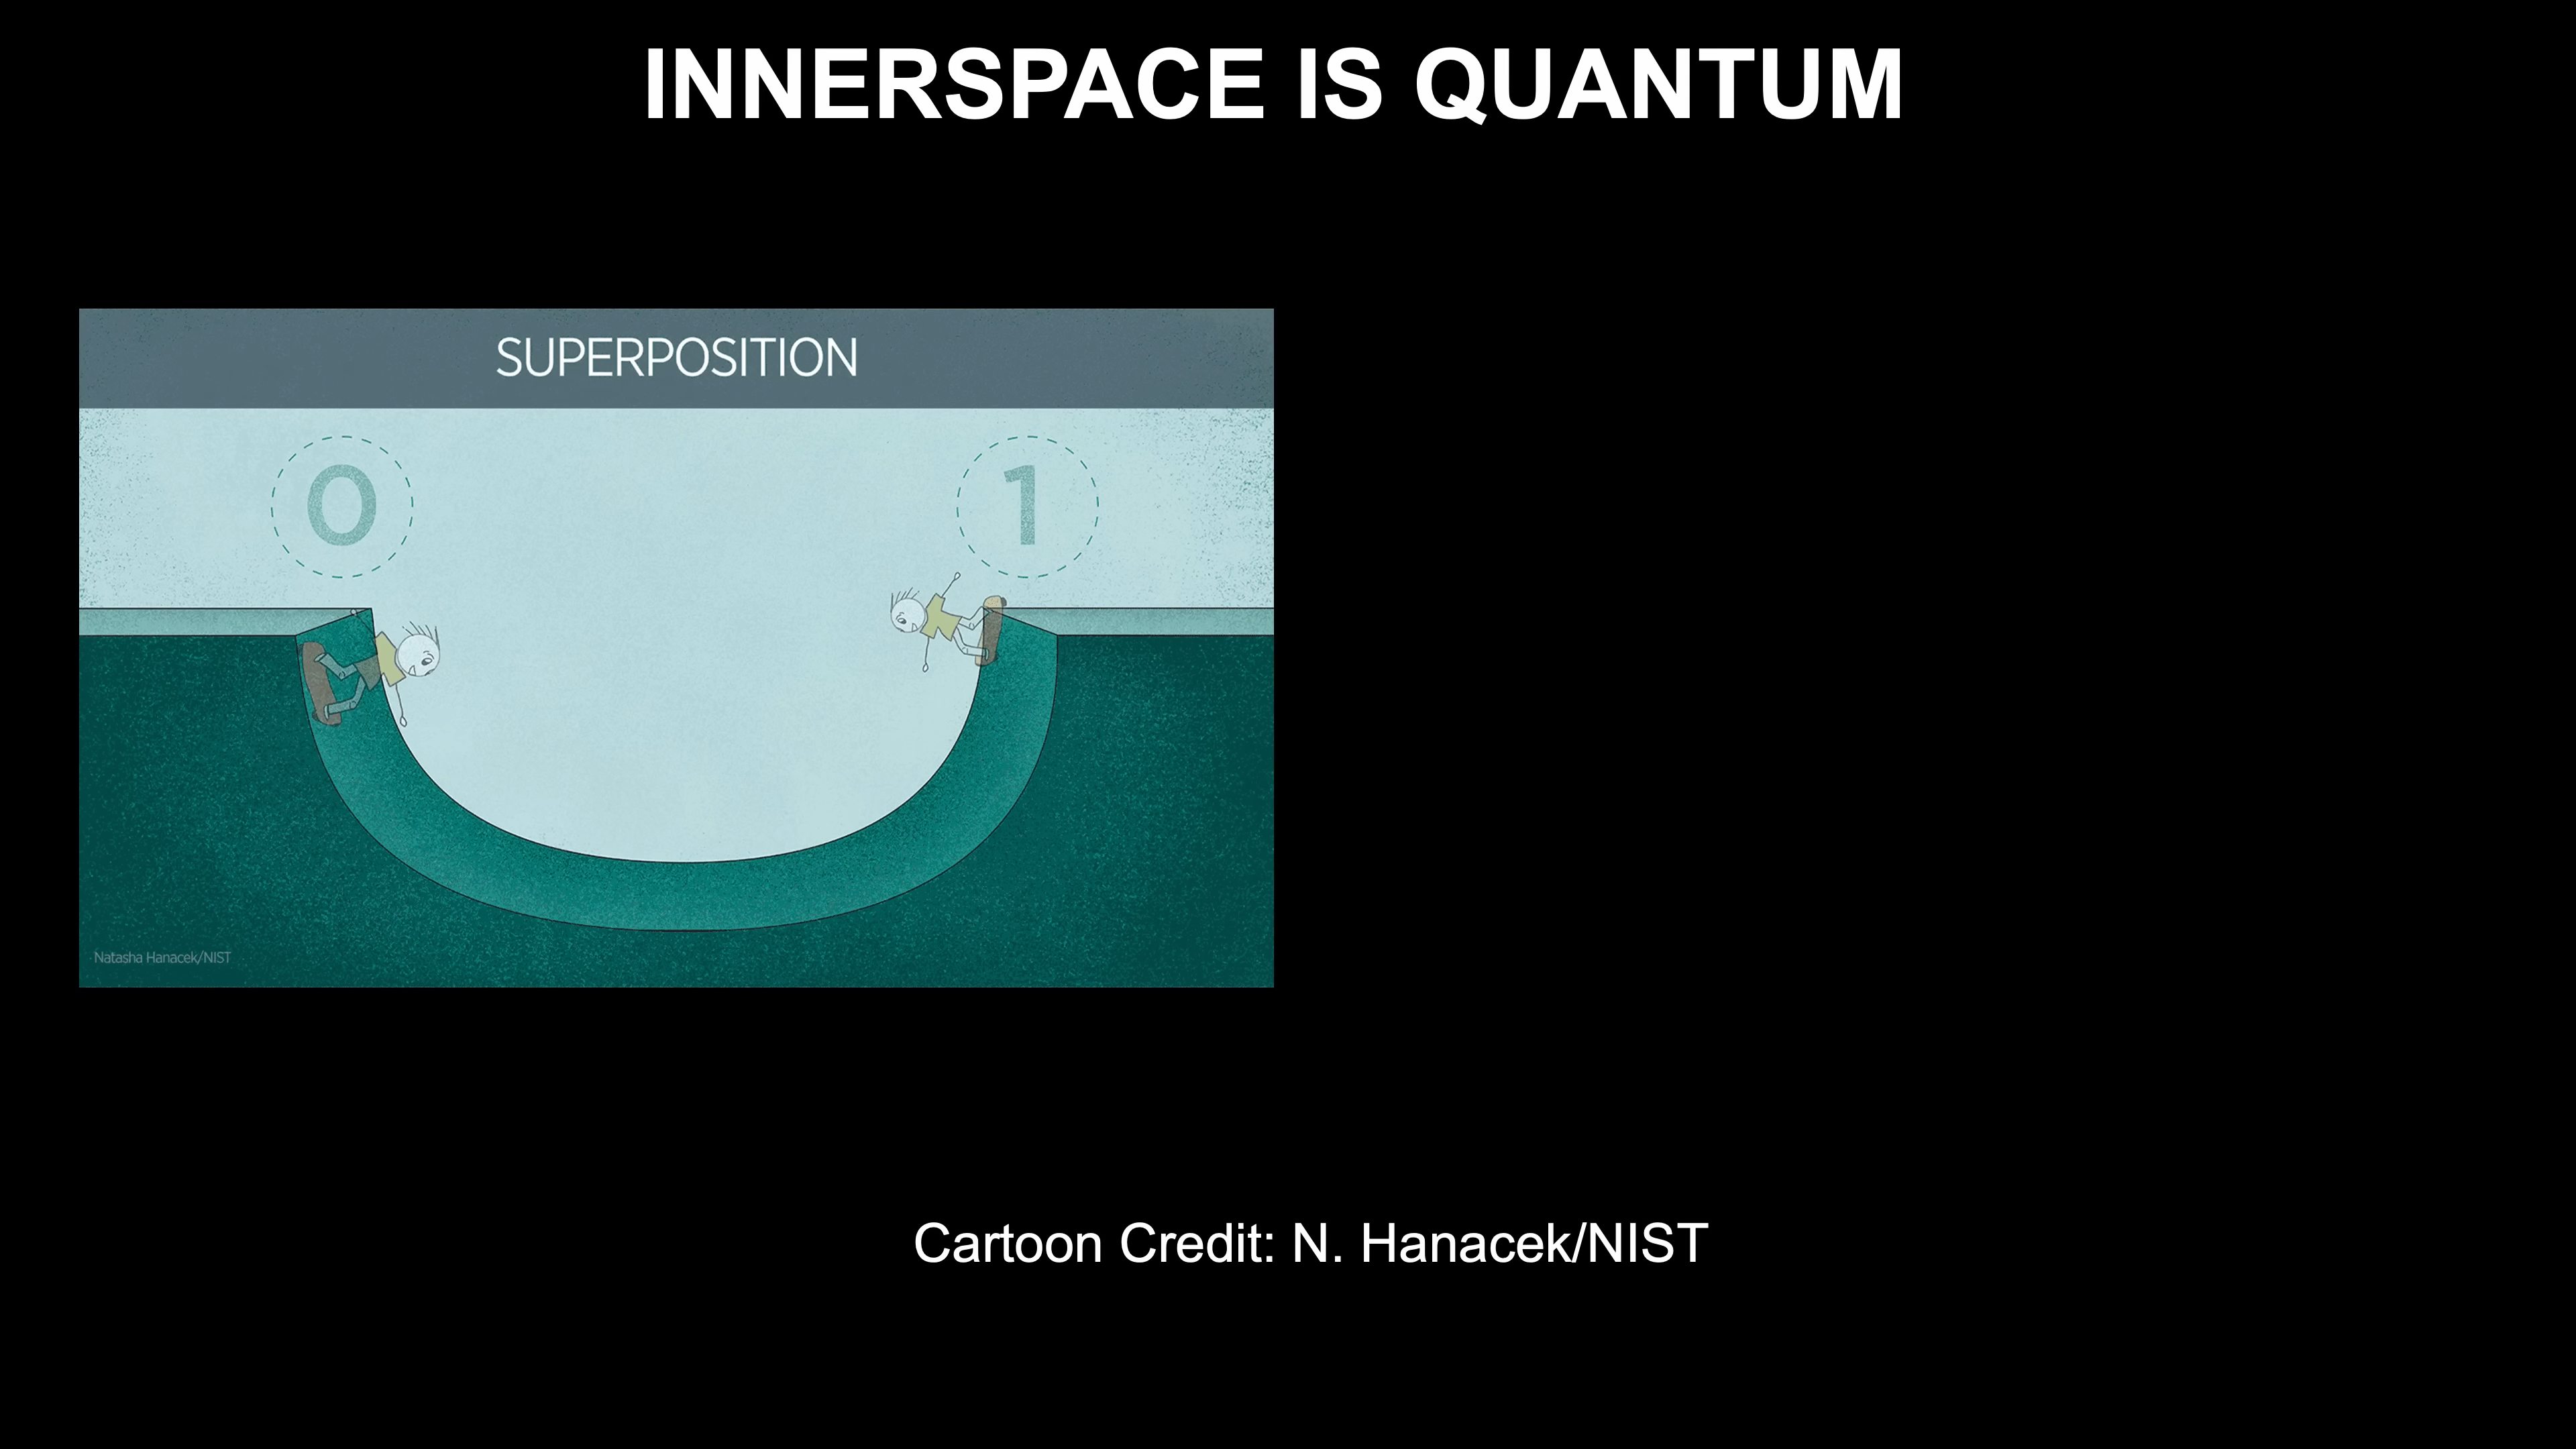 INNERSPACE IS QUANTUM
SUPERPOSITION
0
1
Natasha Hanacek/NIST
Cartoon Credit: N. Hanacek/NIST